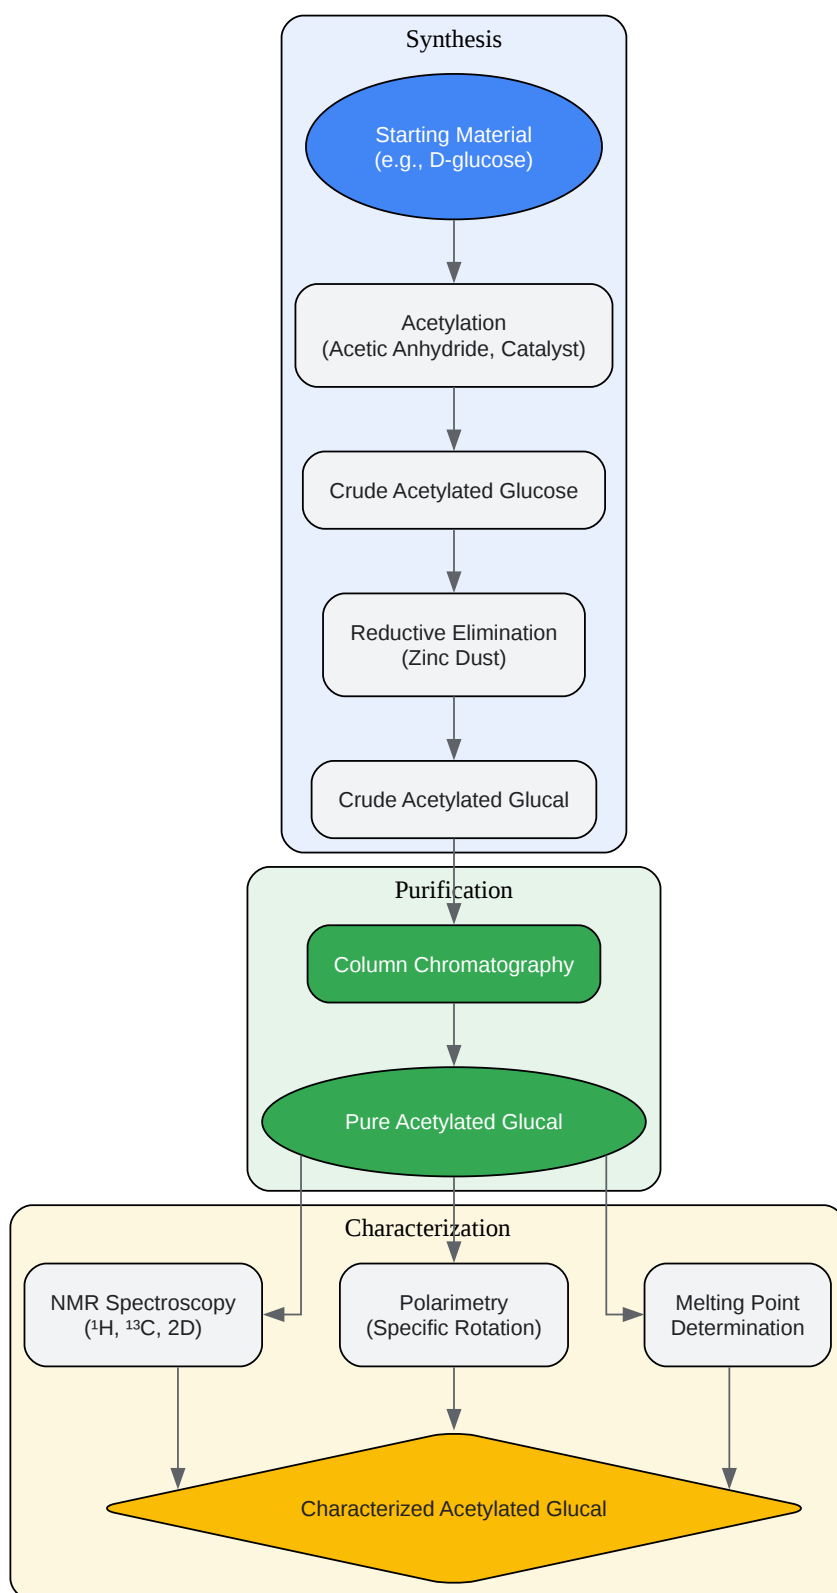 Synthesis
Starting Material
(e.g., D-glucose)
Acetylation
(Acetic Anhydride, Catalyst)
Crude Acetylated Glucose
Reductive Elimination
(Zinc Dust)
Crude Acetylated Glucal
Purification
Column Chromatography
Pure Acetylated Glucal
Characterization
NMR Spectroscopy
(¹H, ¹³C, 2D)
Polarimetry
(Specific Rotation)
Melting Point
Determination
Characterized Acetylated Glucal